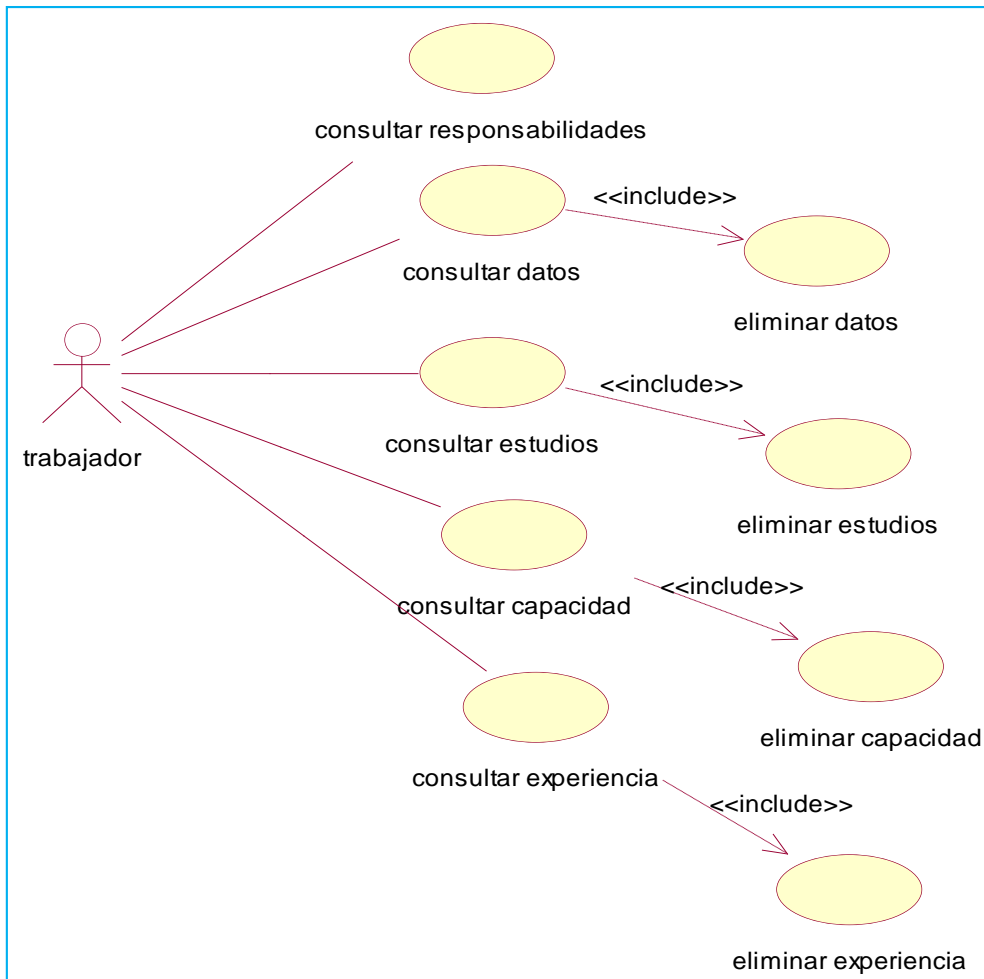 consultar responsabilidades
<<include>>
consultar datos
eliminar datos
<<include>>
consultar estudios
trabajador
eliminar estudios
<<include>>
consultar capacidad
eliminar capacidad
consultar experiencia
<<include>>
eliminar experiencia